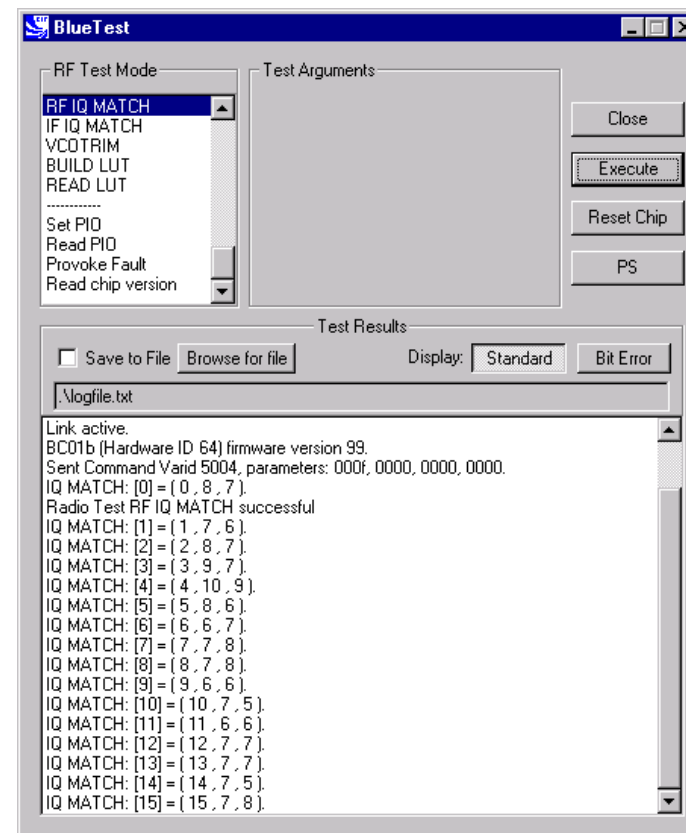 BlueTest
RF Test Mode
RF IQ MATCH
IF IQ MATCH
VCOTRIM
BUILD LUT
READ LUT
------------
Set PIO
Read PIO
Provoke Fault
Read chip version
Test Arguments
Close
Execute
Reset Chip
PS
Test Results
Save to File
Browse for file
Display:
Standard
Bit Error
.\logfile.txt
Link active.
BC01b (Hardware ID 64) firmware version 99.
Sent Command Varid 5004, parameters: 000f, 0000, 0000, 0000.
IQ MATCH: [0] = ( 0 , 8 , 7 ).
Radio Test RF IQ MATCH successful
IQ MATCH: [1] = ( 1 , 7 , 6 ).
IQ MATCH: [2] = ( 2 , 8 , 7 ).
IQ MATCH: [3] = ( 3 , 9 , 7 ).
IQ MATCH: [4] = ( 4 , 10 , 9 ).
IQ MATCH: [5] = ( 5 , 8 , 6 ).
IQ MATCH: [6] = ( 6 , 6 , 7 ).
IQ MATCH: [7] = ( 7 , 7 , 8 ).
IQ MATCH: [8] = ( 8 , 7 , 8 ).
IQ MATCH: [9] = ( 9 , 6 , 6 ).
IQ MATCH: [10] = ( 10 , 7 , 5 ).
IQ MATCH: [11] = ( 11 , 6 , 6 ).
IQ MATCH: [12] = ( 12 , 7 , 7 ).
IQ MATCH: [13] = ( 13 , 7 , 7 ).
IQ MATCH: [14] = ( 14 , 7 , 5 ).
IQ MATCH: [15] = ( 15 , 7 , 8 ).